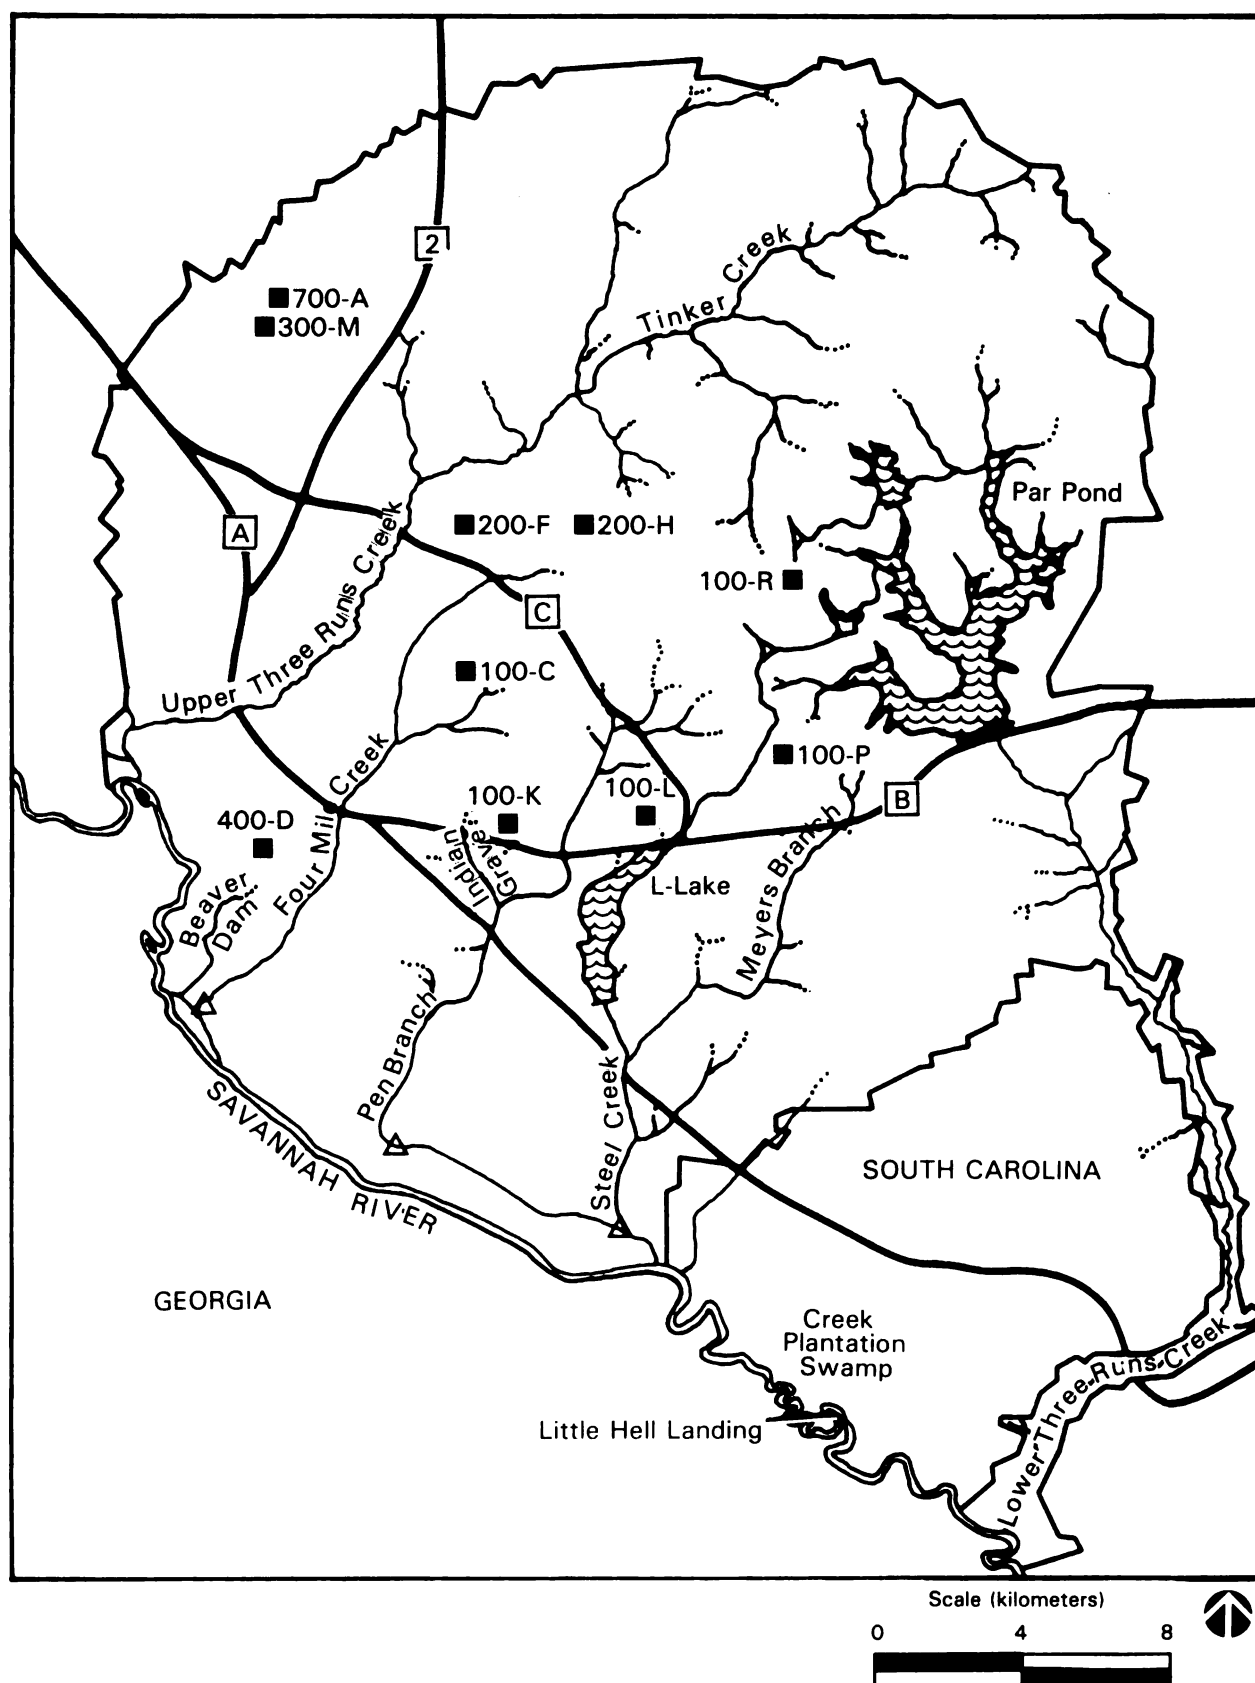 2
700-A
300-M
Tinker Creek
A
Upper Three Runs Creek
200-F
200-H
Par Pond
100-R
C
100-C
100-P
B
100-K
100-L
400-D
Four Mil Creek
Beaver
Dam
Indian
Grave
L-Lake
Meyers Branch
Pen Branch
Steel Creek
SAVANNAH RIVER
SOUTH CAROLINA
GEORGIA
Creek
Plantation
Swamp
Little Hell Landing
Lower Three Runs Creek
Scale (kilometers)
0 4 8